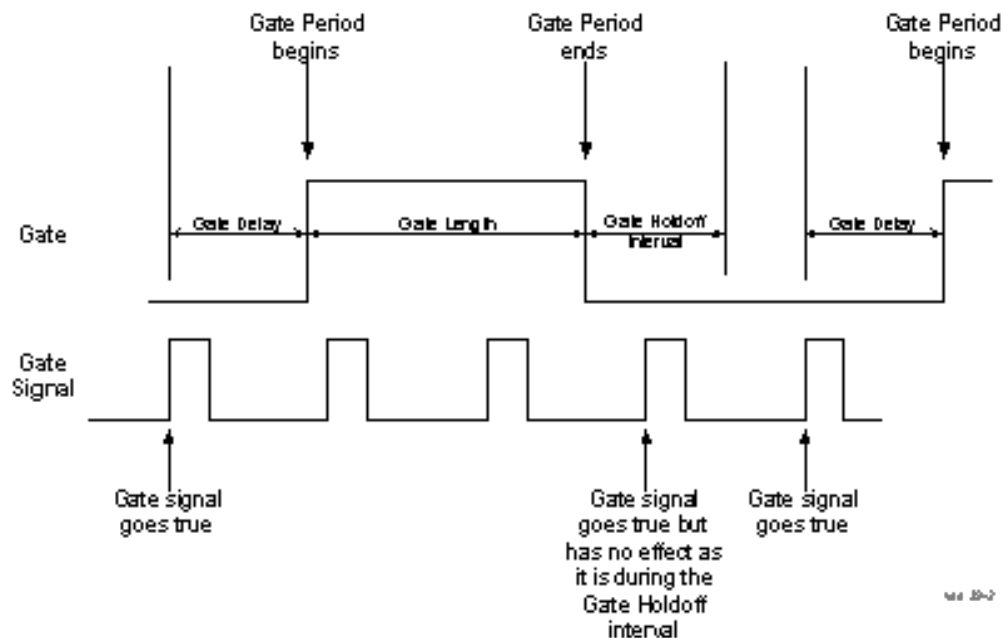 Gate Period
begins
Gate Period
ends
Gate Period
begins
Gate
Gate Delay
Gate Length
Gate Holdoff
Interval
Gate Delay
Gate
Signal
Gate signal
goes true
Gate signal
goes true but
has no effect as
it is during the
Gate Holdoff
interval
Gate signal
goes true